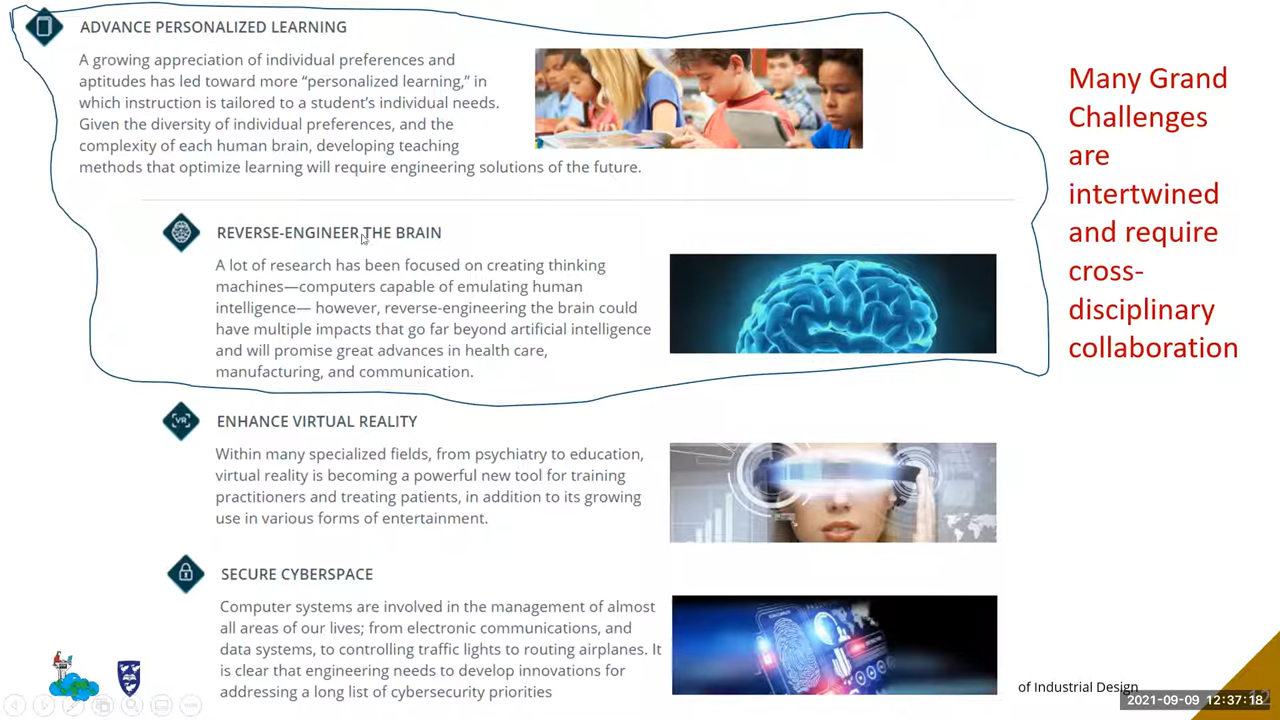 ADVANCE PERSONALIZED LEARNING
A growing appreciation of individual preferences and
aptitudes has led toward more “personalized learning,” in
which instruction is tailored to a student’s individual needs.
Given the diversity of individual preferences, and the
complexity of each human brain, developing teaching
methods that optimize learning will require engineering solutions of the future.
REVERSE-ENGINEER THE BRAIN
A lot of research has been focused on creating thinking
machines—computers capable of emulating human
intelligence— however, reverse-engineering the brain could
have multiple impacts that go far beyond artificial intelligence
and will promise great advances in health care,
manufacturing, and communication.
VR
ENHANCE VIRTUAL REALITY
Within many specialized fields, from psychiatry to education,
virtual reality is becoming a powerful new tool for training
practitioners and treating patients, in addition to its growing
use in various forms of entertainment.
SECURE CYBERSPACE
Computer systems are involved in the management of almost
all areas of our lives; from electronic communications, and
data systems, to controlling traffic lights to routing airplanes. It
is clear that engineering needs to develop innovations for
addressing a long list of cybersecurity priorities
Many Grand
Challenges
are
intertwined
and require
cross-
disciplinary
collaboration
of Industrial Design
2021-09-09 12:37:18
12